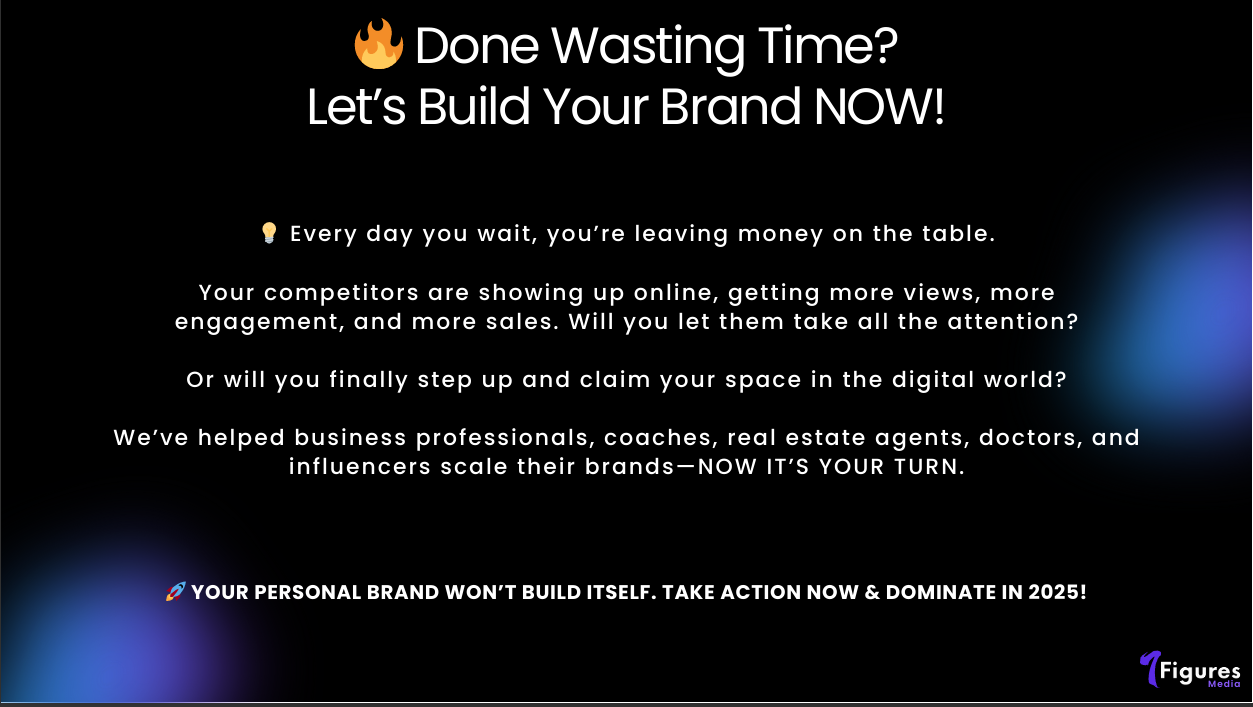 🔥 Done Wasting Time?
Let’s Build Your Brand NOW!
💡 Every day you wait, you’re leaving money on the table.
Your competitors are showing up online, getting more views, more
engagement, and more sales. Will you let them take all the attention?
Or will you finally step up and claim your space in the digital world?
We’ve helped business professionals, coaches, real estate agents, doctors, and
influencers scale their brands—NOW IT’S YOUR TURN.
🚀 YOUR PERSONAL BRAND WON’T BUILD ITSELF. TAKE ACTION NOW & DOMINATE IN 2025!
7Figures
Media